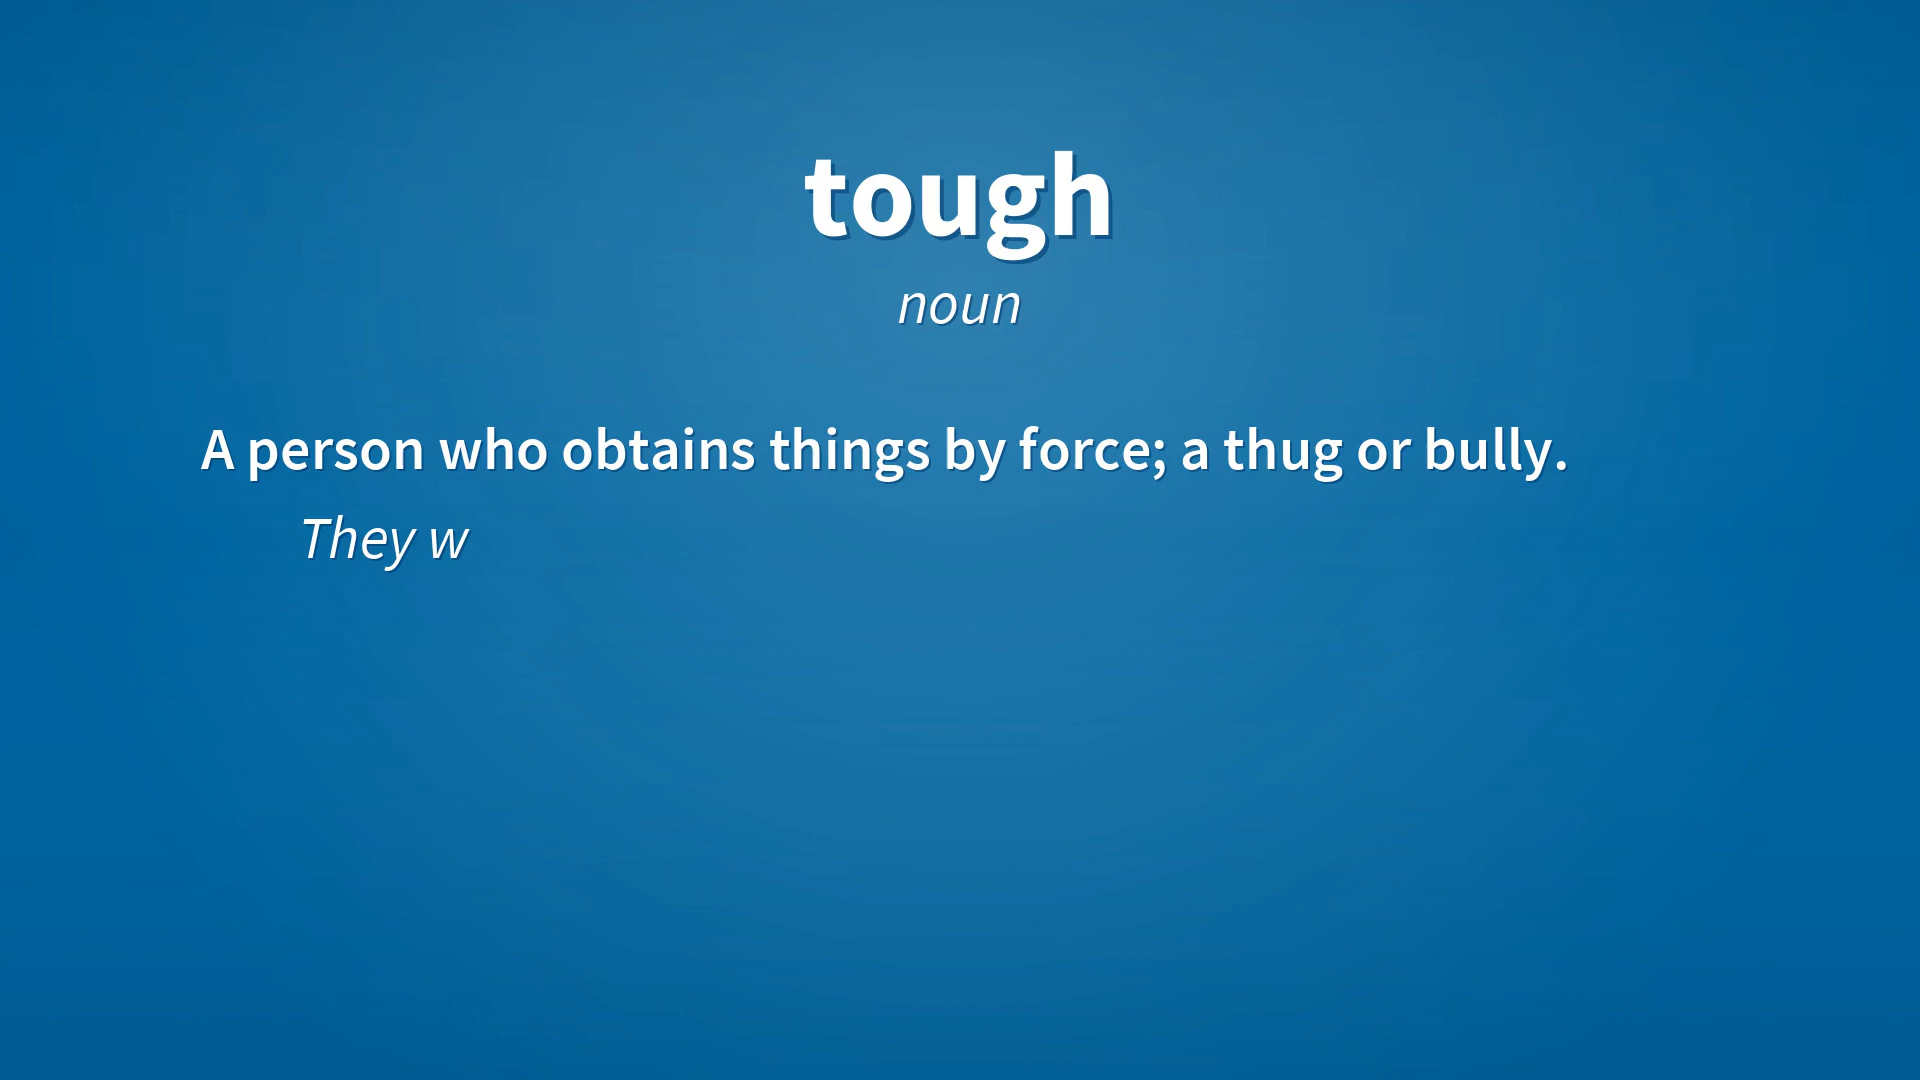 tough
noun
A person who obtains things by force; a thug or bully.
They w